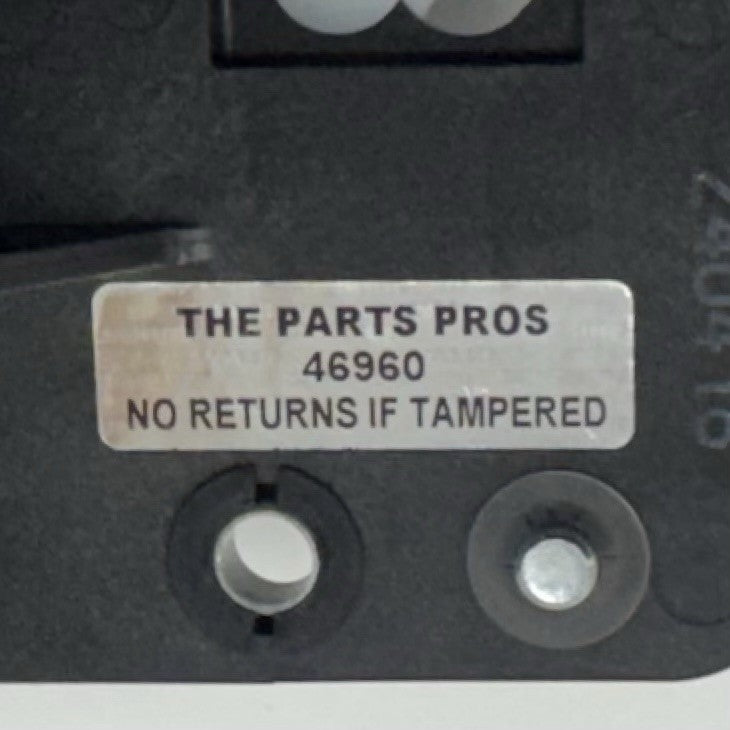 THE PARTS PROS
46960
NO RETURNS IF TAMPERED